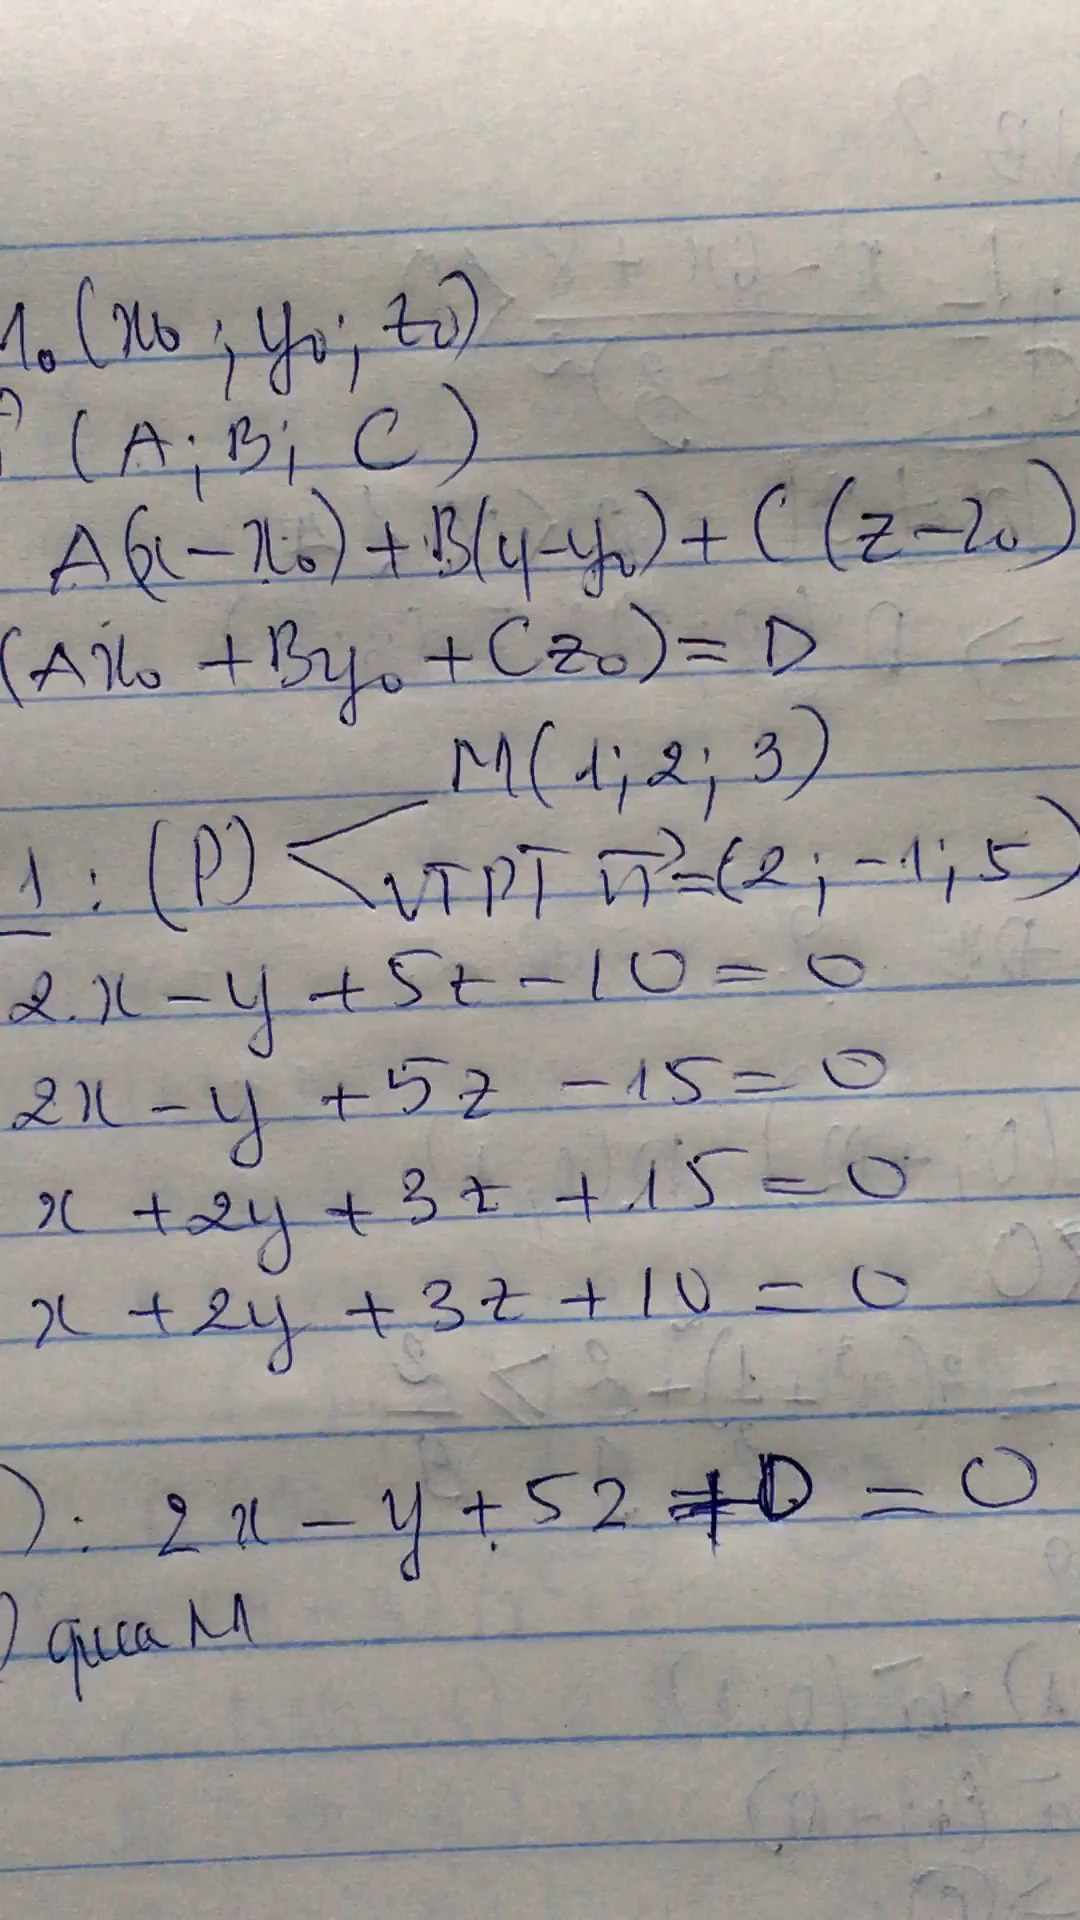 (x₀; y₀; z₀)
(A; B; C)
A(x-x₀)+B(y-y₀)+C(z-z₀)
(Ax₀+By₀+Cz₀)=D
M(1; 2; 3)
1: (P)
VTPT n⃗=(2; -1; 5)
2.x-y+5z-10=0
2x-y+5z-15=0
x+2y+3z+15=0
x+2y+3z+10=0
): 2x-y+5z+D=0
) qua M